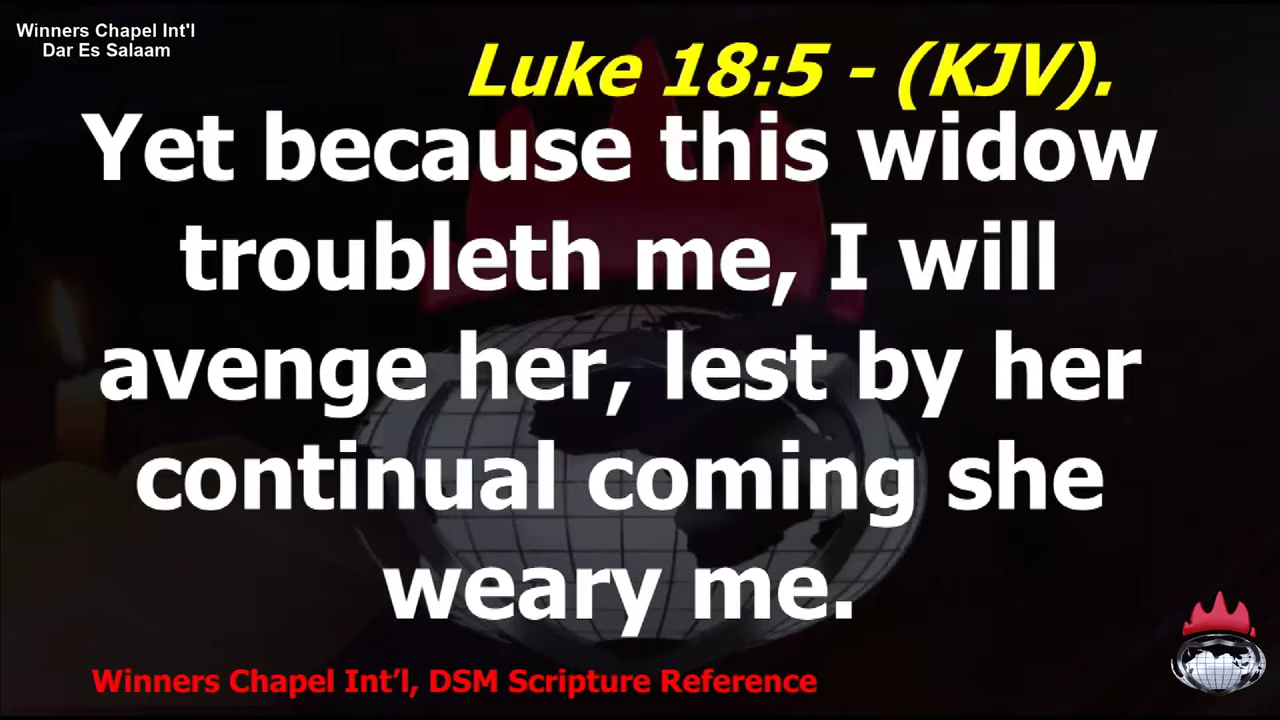 Winners Chapel Int'l
Dar Es Salaam
Luke 18:5 - (KJV).
Yet because this widow
troubleth me, I will
avenge her, lest by her
continual coming she
weary me.
Winners Chapel Int’l, DSM Scripture Reference